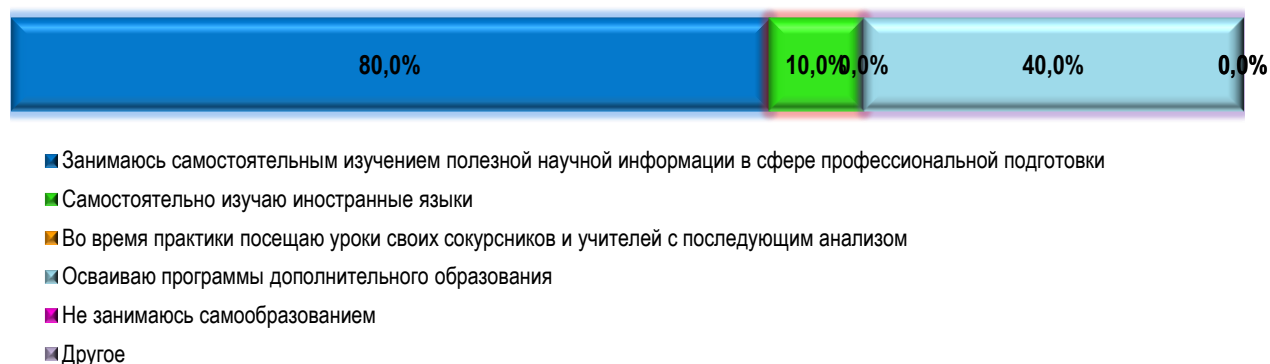 80,0% 10,0% 0,0% 40,0% 0,0%
Занимаюсь самостоятельным изучением полезной научной информации в сфере профессиональной подготовки
Самостоятельно изучаю иностранные языки
Во время практики посещаю уроки своих сокурсников и учителей с последующим анализом
Осваиваю программы дополнительного образования
Не занимаюсь самообразованием
Другое